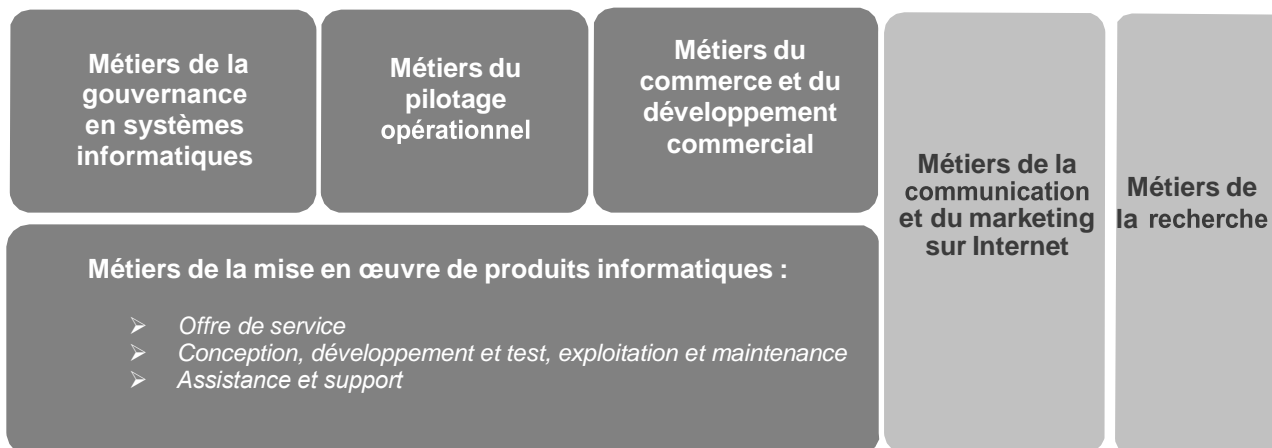 Métiers de la
gouvernance
en systèmes
informatiques
Métiers du
pilotage
opérationnel
Métiers du
commerce et du
développement
commercial
Métiers de la
communication
et du marketing
sur Internet
Métiers de
la recherche
Métiers de la mise en œuvre de produits informatiques :
➢ Offre de service
➢ Conception, développement et test, exploitation et maintenance
➢ Assistance et support